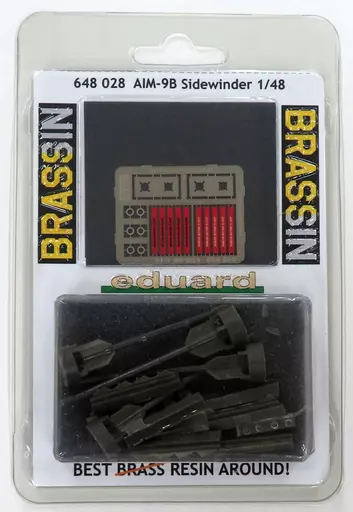 648 028 AIM-9B Sidewinder 1/48
BRASSIN
BRASSIN
eduard
BEST BRASS RESIN AROUND!